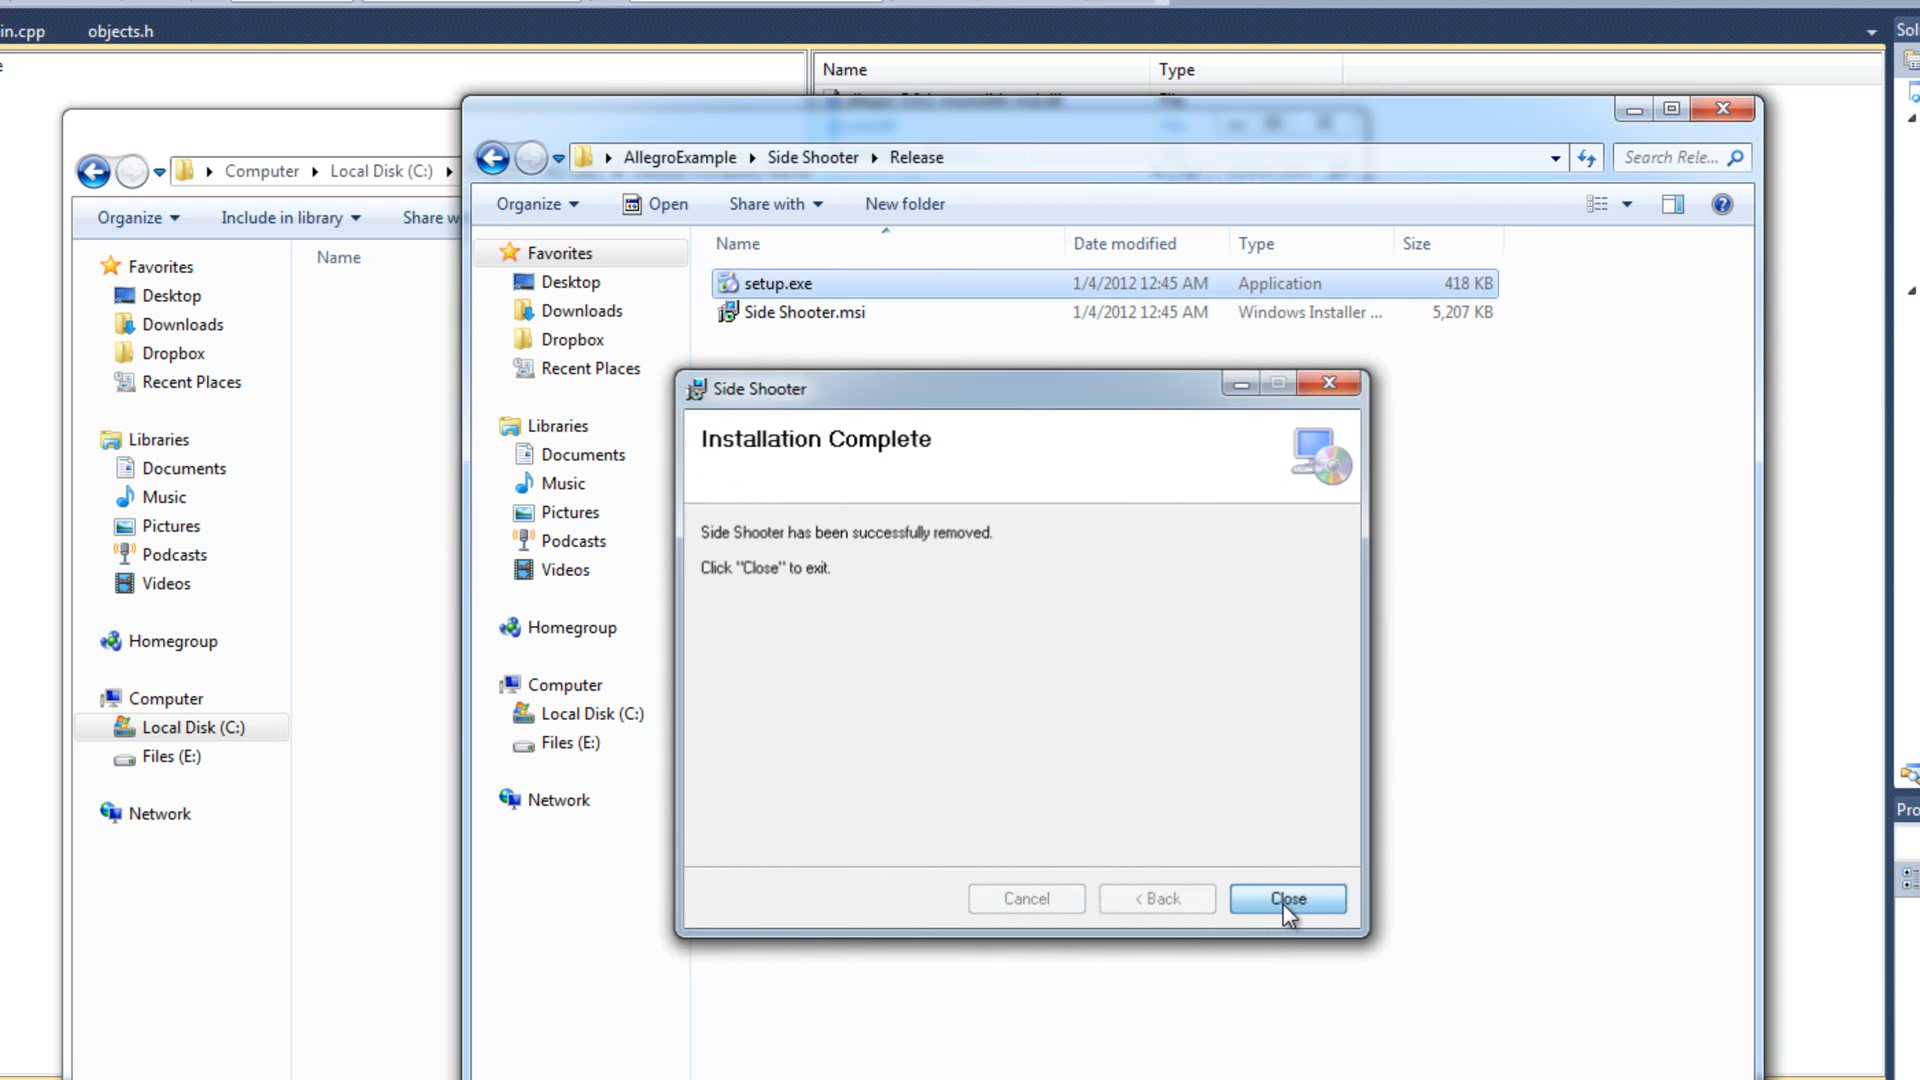 in.cpp
objects.h
Name
Type
Computer
Local Disk (C:)
Organize
Include in library
Share w
Favorites
Desktop
Downloads
Dropbox
Recent Places
Libraries
Documents
Music
Pictures
Podcasts
Videos
Homegroup
Computer
Local Disk (C:)
Files (E:)
Network
Name
AllegroExample
Side Shooter
Release
Search Rele...
Organize
Open
Share with
New folder
Favorites
Desktop
Downloads
Dropbox
Recent Places
Libraries
Documents
Music
Pictures
Podcasts
Videos
Homegroup
Computer
Local Disk (C:)
Files (E:)
Network
Name Date modified Type Size
setup.exe 1/4/2012 12:45 AM Application 418 KB
Side Shooter.msi 1/4/2012 12:45 AM Windows Installer ... 5,207 KB
Side Shooter
Installation Complete
Side Shooter has been successfully removed.
Click "Close" to exit.
Cancel
< Back
Close
Sol
Pro